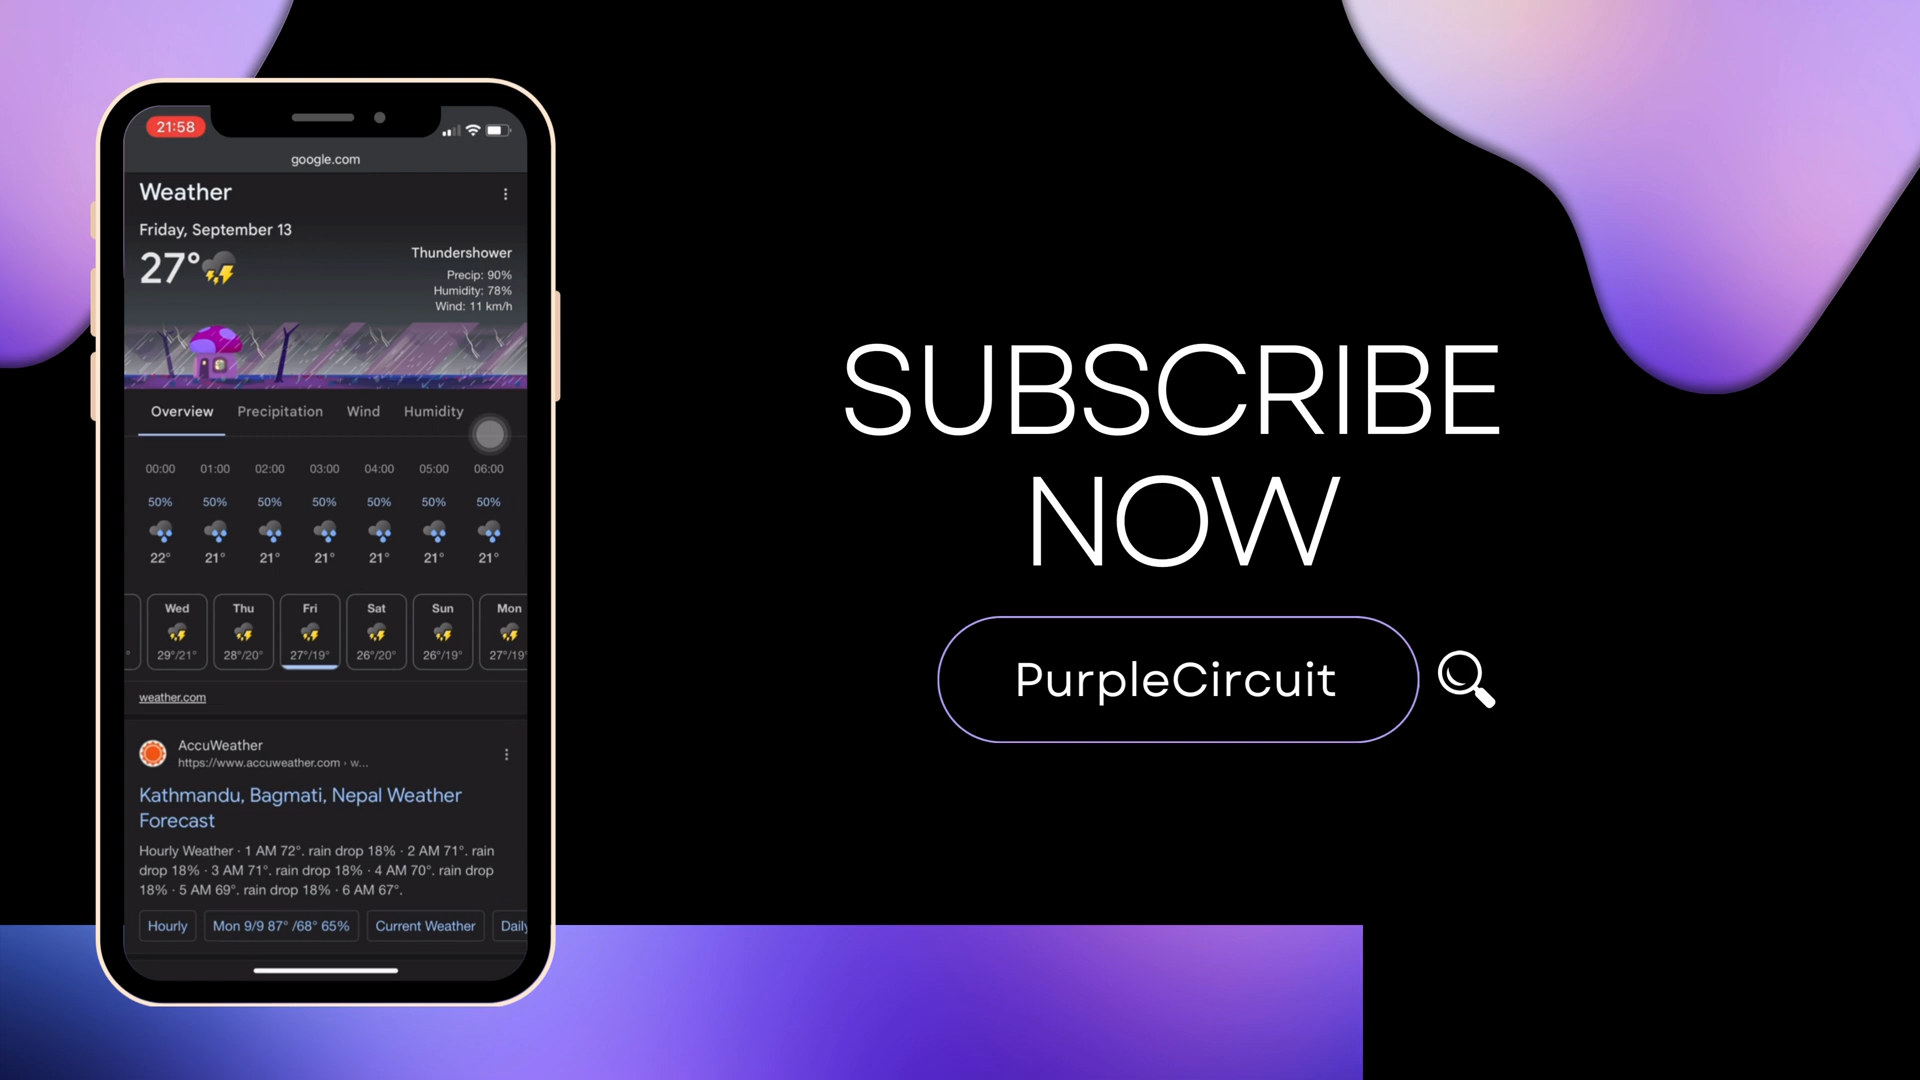 21:58
google.com
Weather
Friday, September 13
27°
Thundershower
Precip: 90%
Humidity: 78%
Wind: 11 km/h
Overview Precipitation Wind Humidity
00:00 01:00 02:00 03:00 04:00 05:00 06:00
50% 50% 50% 50% 50% 50% 50%
22° 21° 21° 21° 21° 21° 21°
Wed Thu Fri Sat Sun Mon
29°/21° 28°/20° 27°/19° 26°/20° 26°/19° 27°/19
weather.com
AccuWeather
https://www.accuweather.com › w...
Kathmandu, Bagmati, Nepal Weather
Forecast
Hourly Weather · 1 AM 72°. rain drop 18% · 2 AM 71°. rain
drop 18% · 3 AM 71°. rain drop 18% · 4 AM 70°. rain drop
18% · 5 AM 69°. rain drop 18% · 6 AM 67°.
Hourly Mon 9/9 87° /68° 65% Current Weather Daily
SUBSCRIBE
NOW
PurpleCircuit